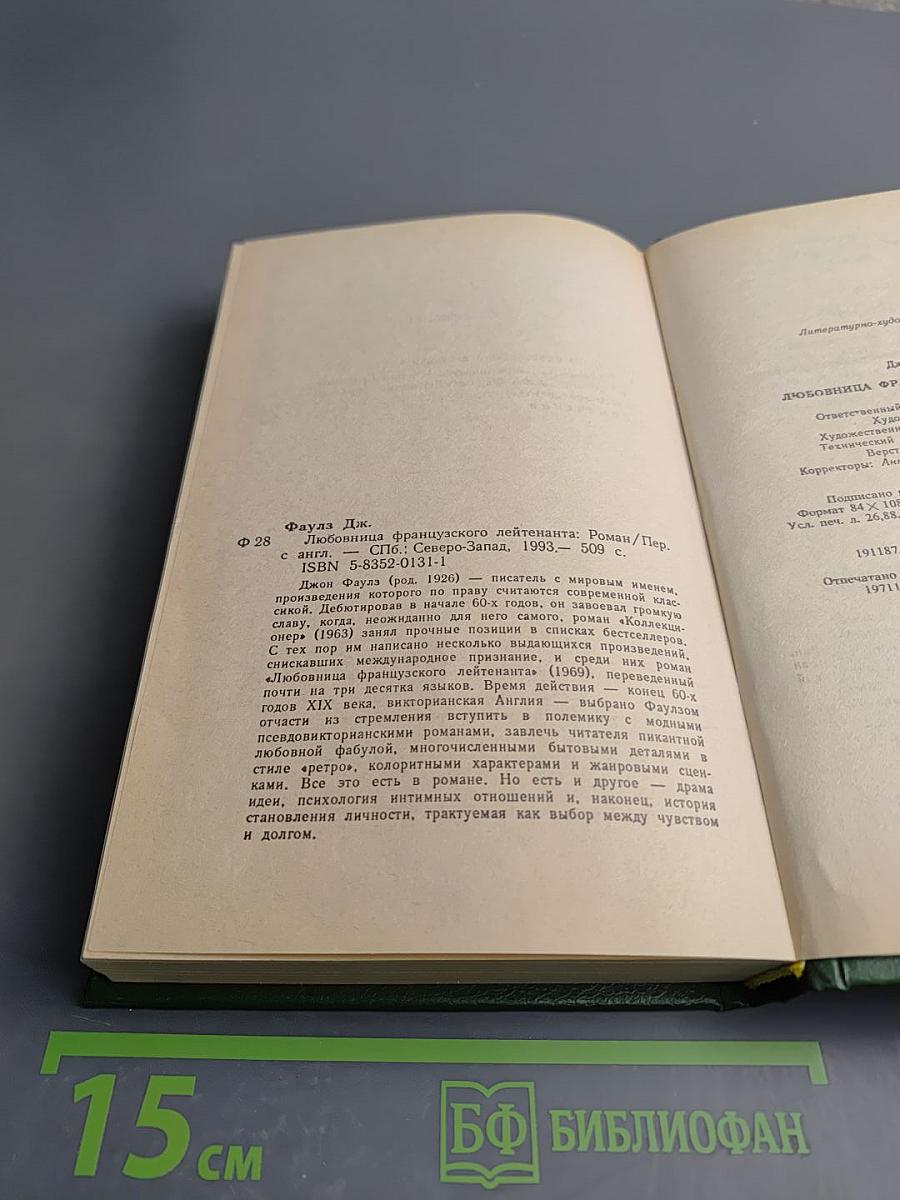 Фаулз Дж.
Ф 28 Любовница французского лейтенанта: Роман/Пер.
с англ. — СПб.: Северо-Запад, 1993.— 509 с.
ISBN 5-8352-0131-1
Джон Фаулз (род. 1926) — писатель с мировым именем,
произведения которого по праву считаются современной клас-
сикой. Дебютировав в начале 60-х годов, он завоевал громкую
славу, когда, неожиданно для него самого, роман «Коллекци-
онер» (1963) занял прочные позиции в списках бестселлеров.
С тех пор им написано несколько выдающихся произведений,
снискавших международное признание, и среди них роман
«Любовница французского лейтенанта» (1969), переведенный
почти на три десятка языков. Время действия — конец 60-х
годов XIX века, викторианская Англия — выбрано Фаулзом
отчасти из стремления вступить в полемику с модными
псевдовикторианскими романами, завлечь читателя пикантной
любовной фабулой, многочисленными бытовыми деталями в
стиле «ретро», колоритными характерами и жанровыми сцен-
ками. Все это есть в романе. Но есть и другое — драма
идеи, психология интимных отношений и, наконец, история
становления личности, трактуемая как выбор между чувством
и долгом.
Литературно-худо
Дж
ЛЮБОВНИЦА ФРА
Ответственный
Худо
Художественн
Технический
Верст
Корректоры: Анн
Подписано
Формат 84×108
Усл. печ. л. 26,88.
191187
Отпечатано
19711
15 см
БФ БИБЛИОФАН